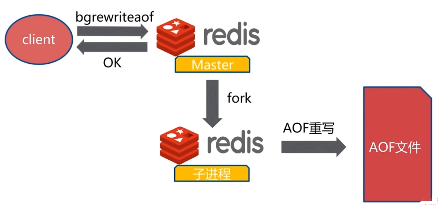 client
bgrewriteaof
OK
redis
Master
fork
redis
子进程
AOF重写
AOF文件